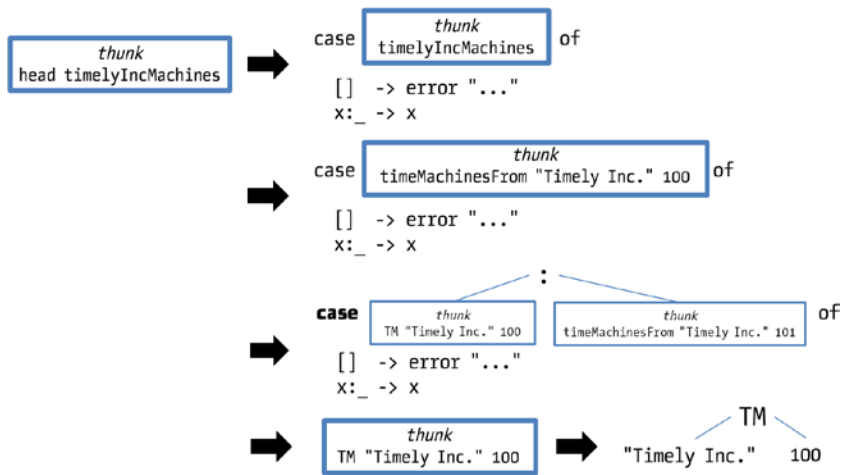 thunk
head timelyIncMachines
case thunk of
timelyIncMachines
[] -> error "..."
x:_ -> x
case thunk of
timeMachinesFrom "Timely Inc." 100
[] -> error "..."
x:_ -> x
:
case thunk thunk of
TM "Timely Inc." 100 timeMachinesFrom "Timely Inc." 101
[] -> error "..."
x:_ -> x
thunk
TM "Timely Inc." 100
TM
"Timely Inc." 100